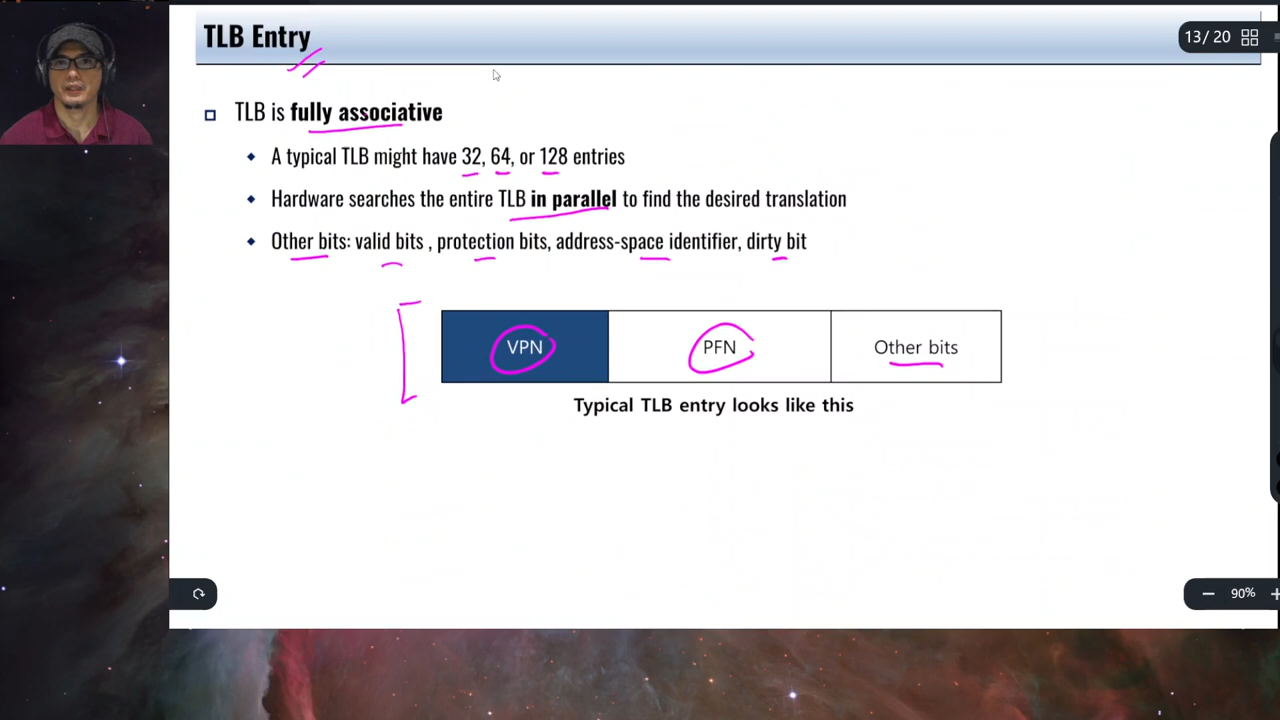 TLB Entry
13/20
TLB is fully associative
A typical TLB might have 32, 64, or 128 entries
Hardware searches the entire TLB in parallel to find the desired translation
Other bits: valid bits , protection bits, address-space identifier, dirty bit
VPN PFN Other bits
Typical TLB entry looks like this
90%